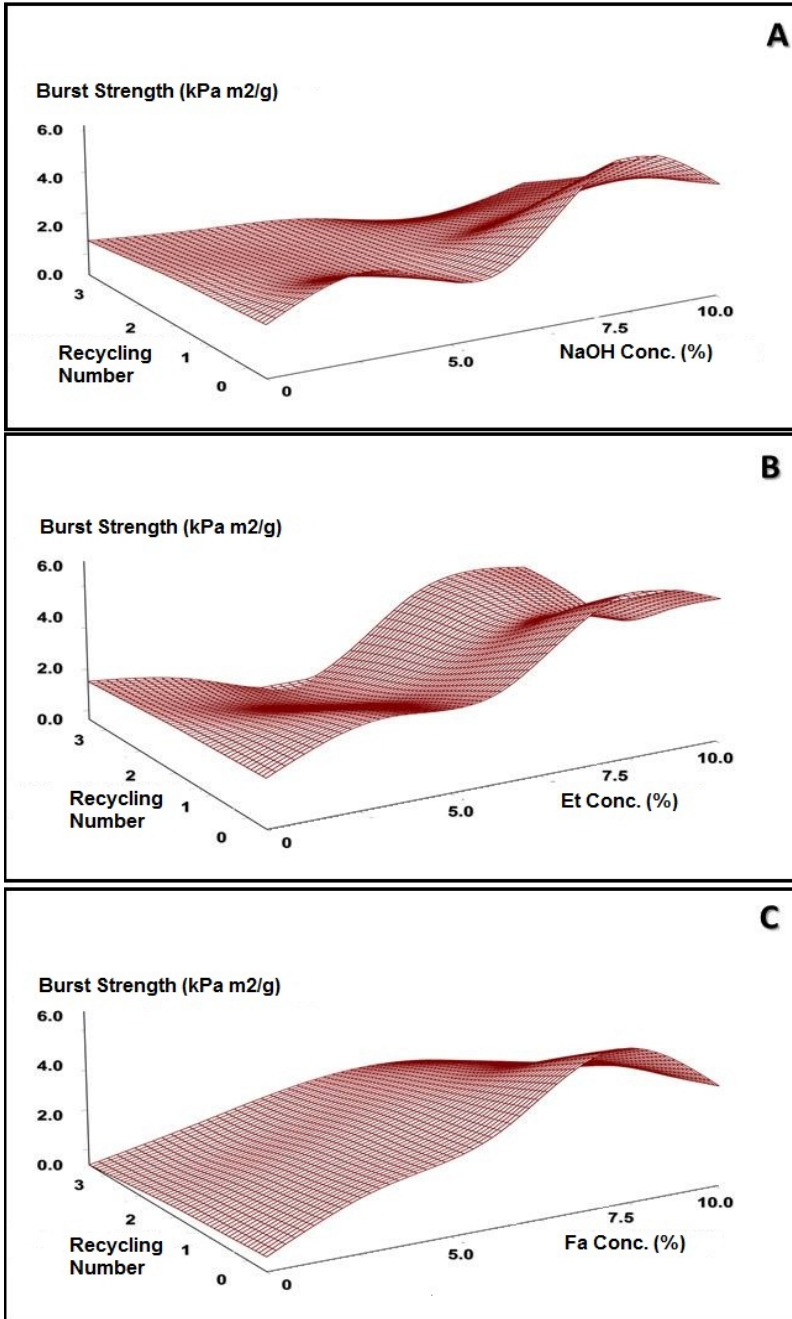 A
Burst Strength (kPa m2/g)
6.0
4.0
2.0
0.0
3
2
1
0
Recycling
Number
0
5.0
7.5
10.0
NaOH Conc. (%)
B
Burst Strength (kPa m2/g)
6.0
4.0
2.0
0.0
3
2
1
0
Recycling
Number
0
5.0
7.5
10.0
Et Conc. (%)
C
Burst Strength (kPa m2/g)
6.0
4.0
2.0
0.0
3
2
1
0
Recycling
Number
0
5.0
7.5
10.0
Fa Conc. (%)